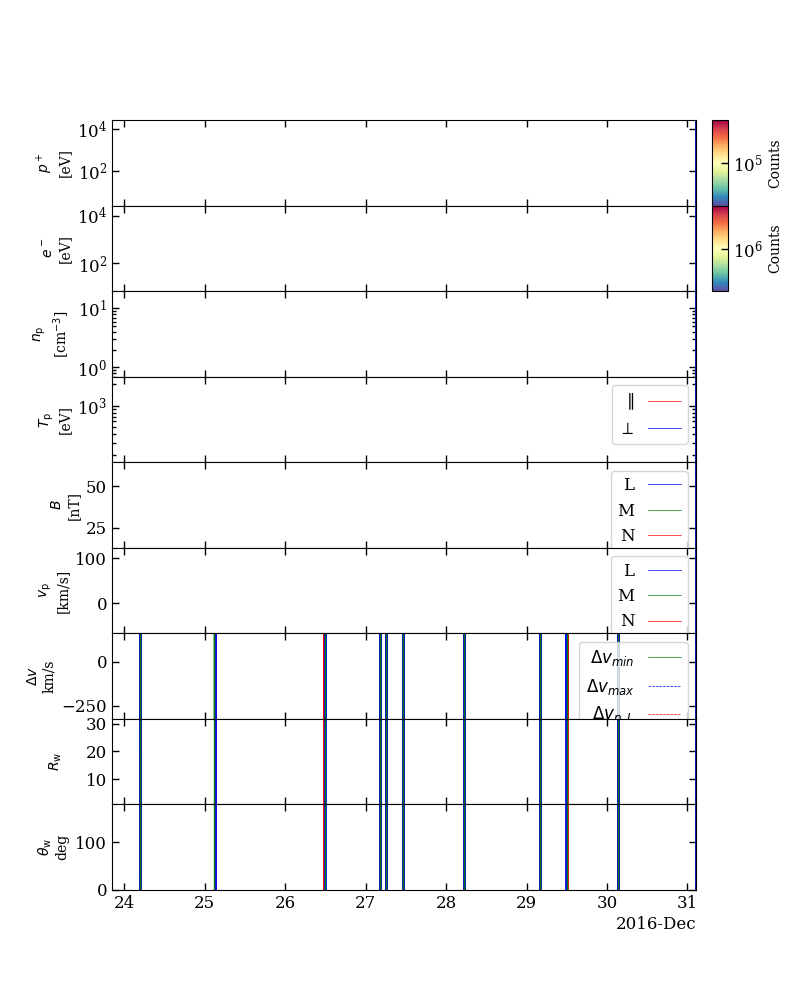 p+ [eV] 10^4 10^2
10^5 Counts
e− [eV] 10^4 10^2
10^6 Counts
n_p [cm−3] 10^1 10^0
T_p [eV] 10^3
∥
⊥
B [nT] 50 25
L
M
N
v_p [km/s] 100 0
L
M
N
Δv km/s 0 −250
Δv_min
Δv_max
R_w 30 20 10
θ_w deg 100 0
24 25 26 27 28 29 30 31
2016-Dec